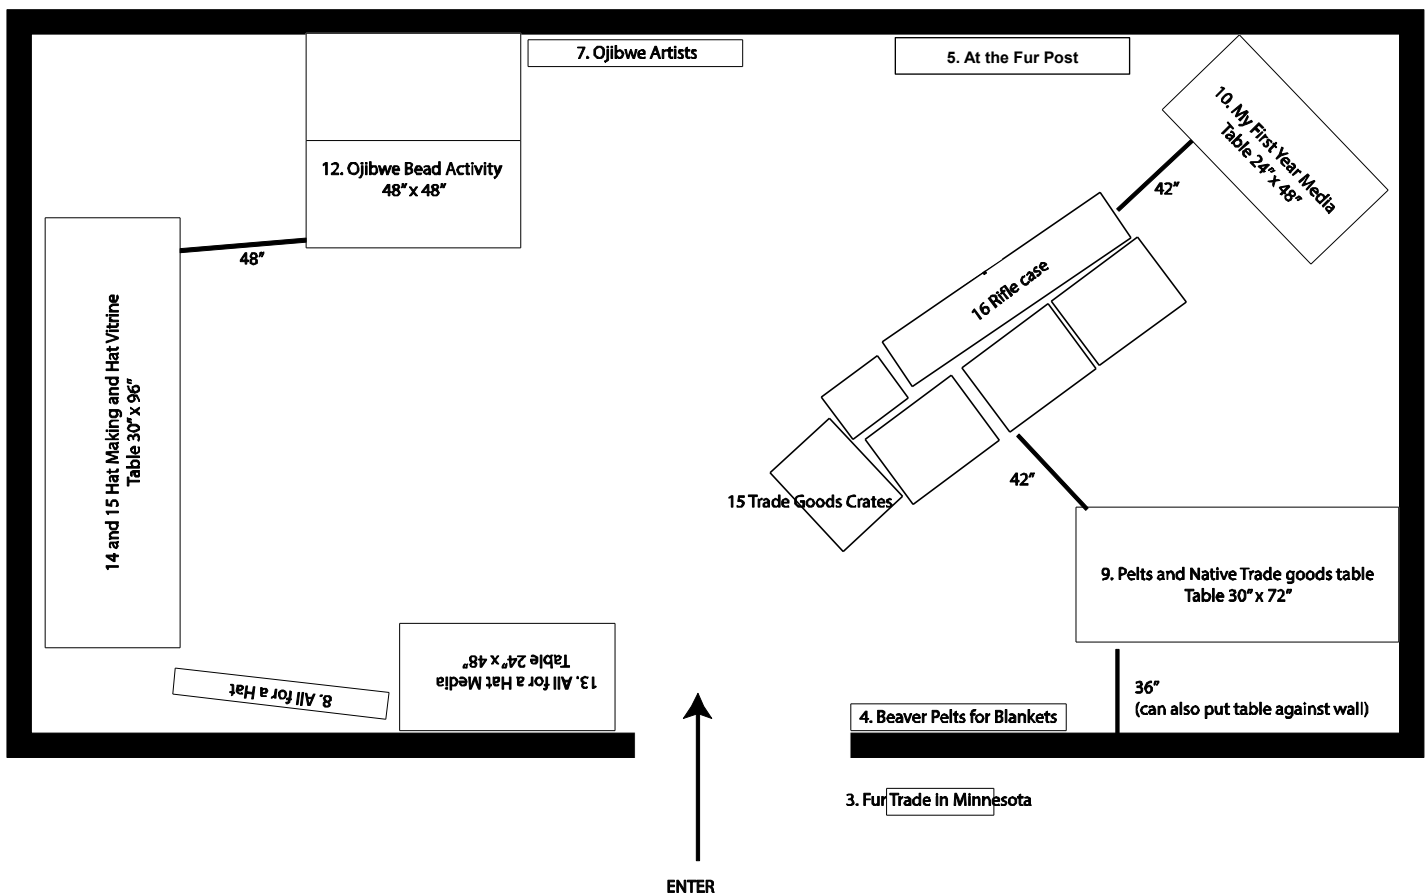 7. Ojibwe Artists
5. At the Fur Post
10. My First Year Media
Table 24” x 48”
12. Ojibwe Bead Activity
48” x 48”
42”
48”
16 Rifle case
14 and 15 Hat Making and Hat Vitrine
Table 30” x 96”
42”
15 Trade Goods Crates
9. Pelts and Native Trade goods table
Table 30” x 72”
13. All for a Hat Media
Table 24” x 48”
8. All for a Hat
36”
(can also put table against wall)
4. Beaver Pelts for Blankets
3. Fur Trade in Minnesota
ENTER